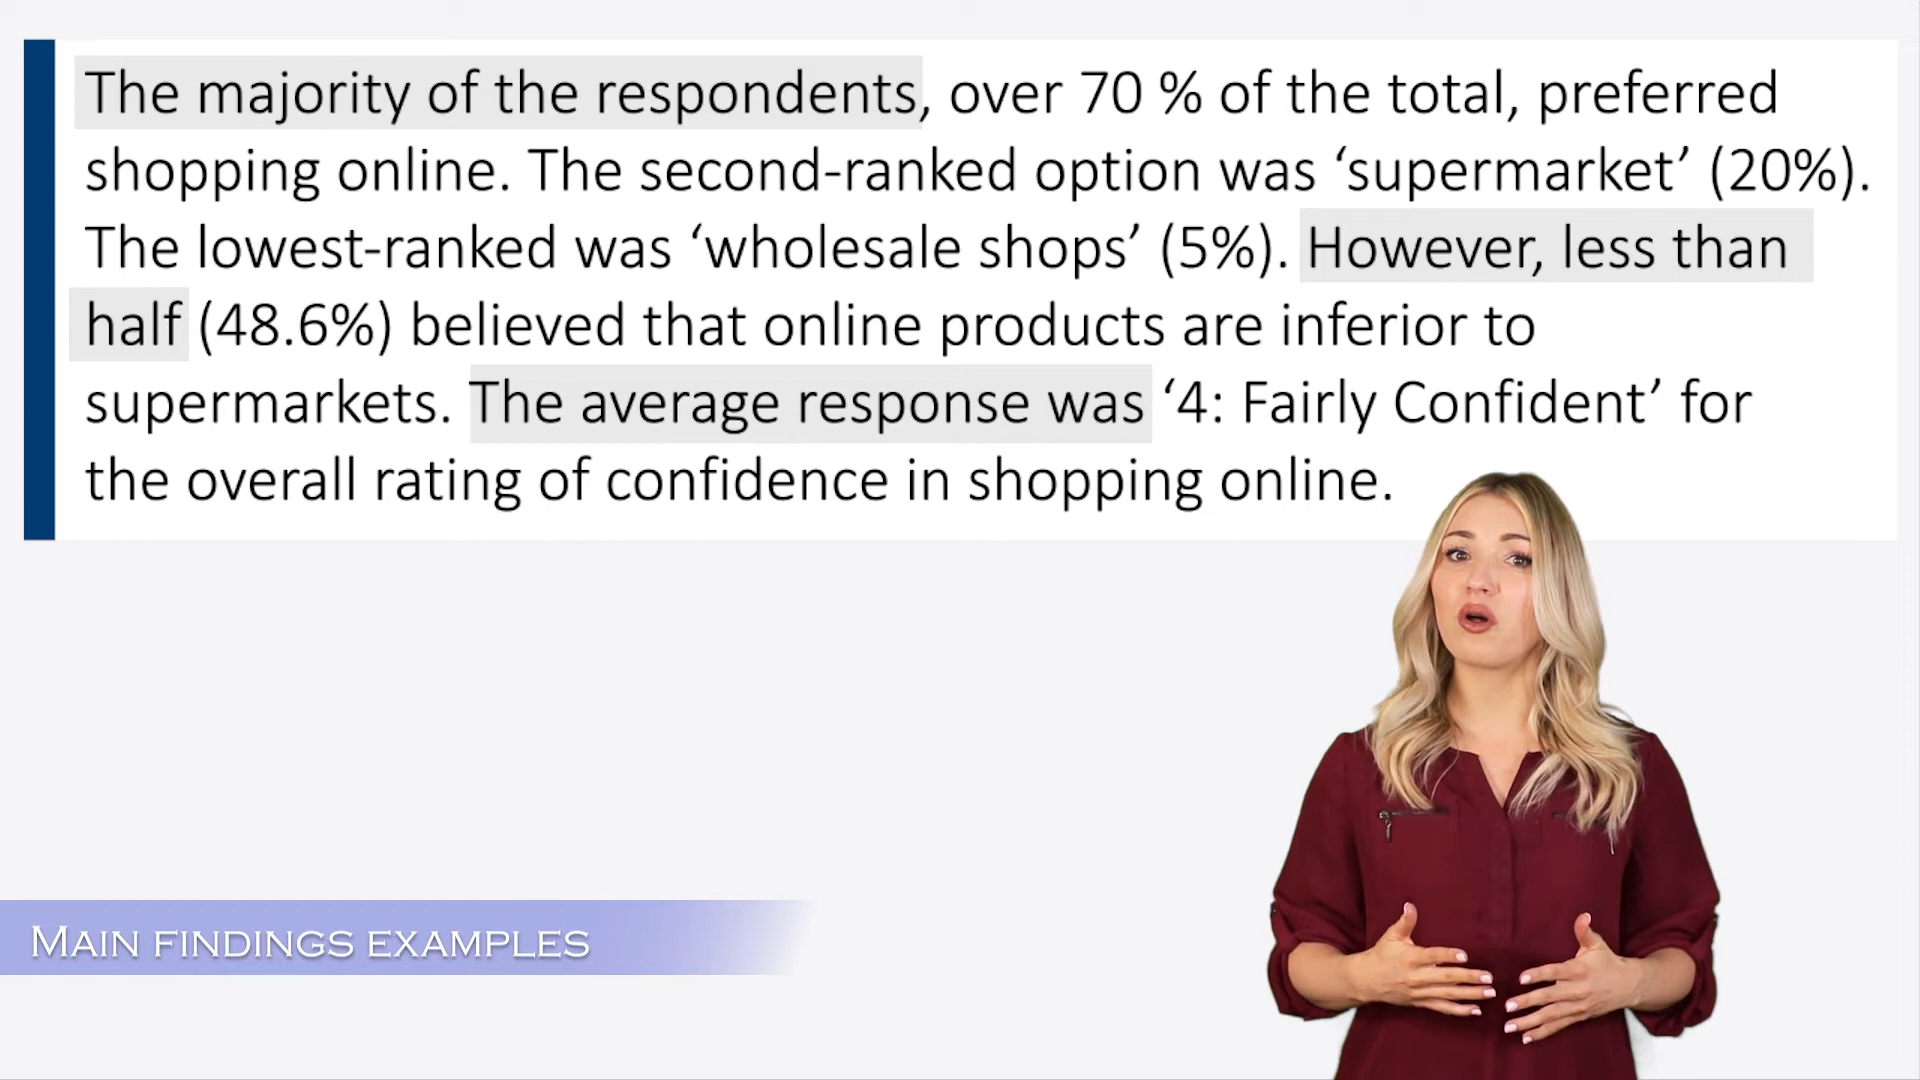 The majority of the respondents, over 70 % of the total, preferred
shopping online. The second-ranked option was ‘supermarket’ (20%).
The lowest-ranked was ‘wholesale shops’ (5%). However, less than
half (48.6%) believed that online products are inferior to
supermarkets. The average response was ‘4: Fairly Confident’ for
the overall rating of confidence in shopping online.
Main findings examples